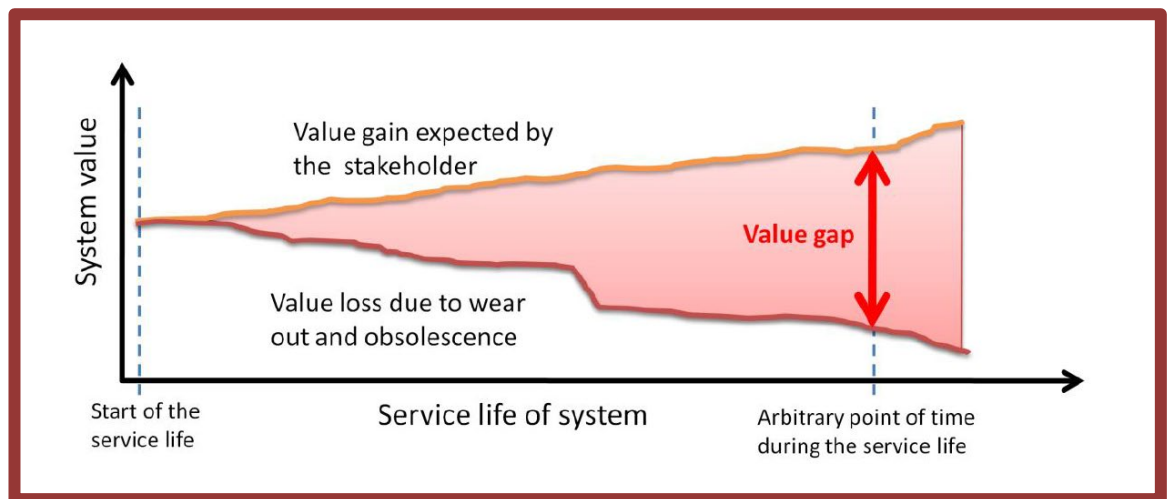 System value
Value gain expected by
the stakeholder
Value gap
Value loss due to wear
out and obsolescence
Start of the
service life
Service life of system
Arbitrary point of time
during the service life